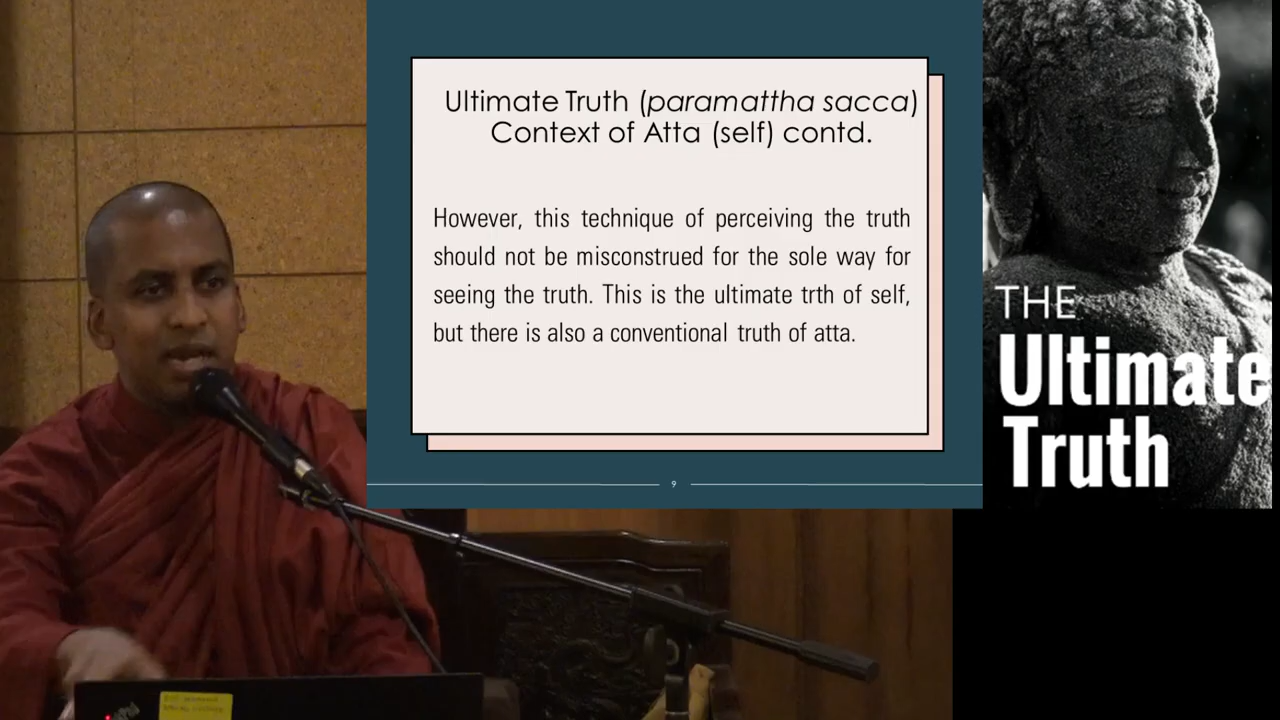 Ultimate Truth (paramattha sacca)
Context of Atta (self) contd.
However, this technique of perceiving the truth
should not be misconstrued for the sole way for
seeing the truth. This is the ultimate trth of self,
but there is also a conventional truth of atta.
9
THE
Ultimate
Truth